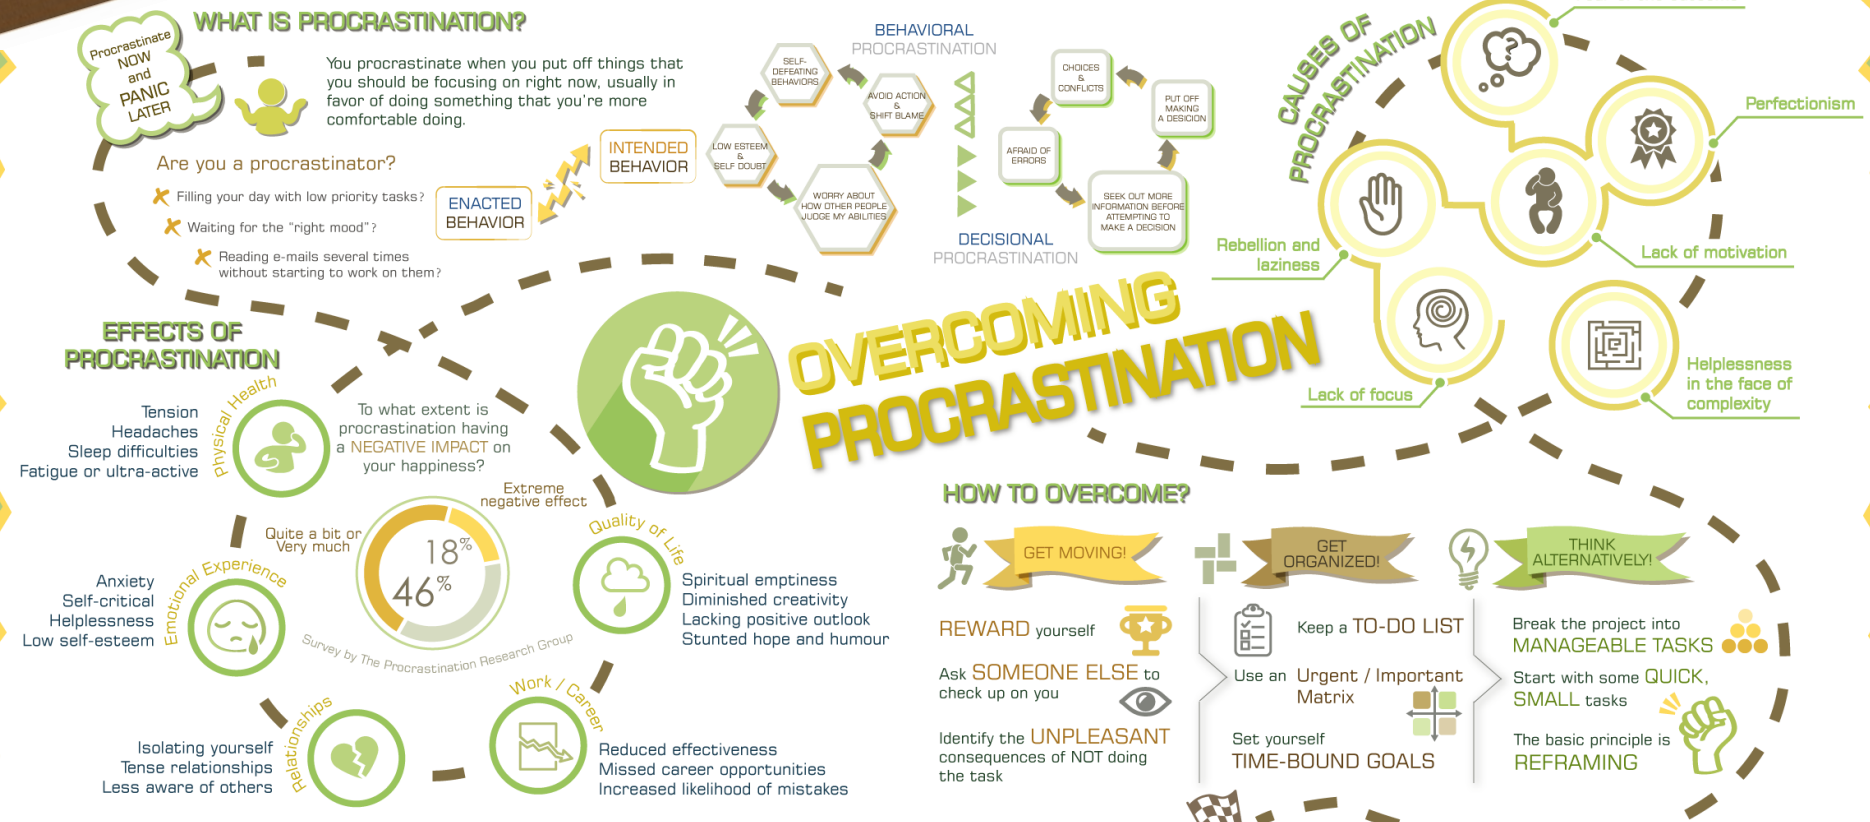 Procrastinate
NOW
and
PANIC
LATER
WHAT IS PROCRASTINATION?
You procrastinate when you put off things that
you should be focusing on right now, usually in
favor of doing something that you're more
comfortable doing.
Are you a procrastinator?
Filling your day with low priority tasks?
Waiting for the "right mood"?
Reading e-mails several times
without starting to work on them?
ENACTED
BEHAVIOR
INTENDED
BEHAVIOR
BEHAVIORAL
PROCRASTINATION
SELF-
DEFEATING
BEHAVIORS
AVOID ACTION
&
SHIFT BLAME
LOW ESTEEM
&
SELF DOUBT
WORRY ABOUT
HOW OTHER PEOPLE
JUDGE MY ABILITIES
CHOICES
&
CONFLICTS
PUT OFF
MAKING
A DESICION
AFRAID OF
ERRORS
SEEK OUT MORE
INFORMATION BEFORE
ATTEMPTING TO
MAKE A DECISION
DECISIONAL
PROCRASTINATION
CAUSES OF
PROCRASTINATION
Perfectionism
Rebellion and
laziness
Lack of motivation
Lack of focus
Helplessness
in the face of
complexity
OVERCOMING
PROCRASTINATION
EFFECTS OF
PROCRASTINATION
Physical Health
Tension
Headaches
Sleep difficulties
Fatigue or ultra-active
To what extent is
procrastination having
a NEGATIVE IMPACT on
your happiness?
Extreme
negative effect
Quite a bit or
Very much
18%
46%
Survey by The Procrastination Research Group
Emotional Experience
Anxiety
Self-critical
Helplessness
Low self-esteem
Quality of Life
Spiritual emptiness
Diminished creativity
Lacking positive outlook
Stunted hope and humour
Relationships
Isolating yourself
Tense relationships
Less aware of others
Work / Career
Reduced effectiveness
Missed career opportunities
Increased likelihood of mistakes
HOW TO OVERCOME?
GET MOVING!
REWARD yourself
Ask SOMEONE ELSE to
check up on you
Identify the UNPLEASANT
consequences of NOT doing
the task
GET
ORGANIZED!
Keep a TO-DO LIST
Use an Urgent / Important
Matrix
Set yourself
TIME-BOUND GOALS
THINK
ALTERNATIVELY!
Break the project into
MANAGEABLE TASKS
Start with some QUICK,
SMALL tasks
The basic principle is
REFRAMING